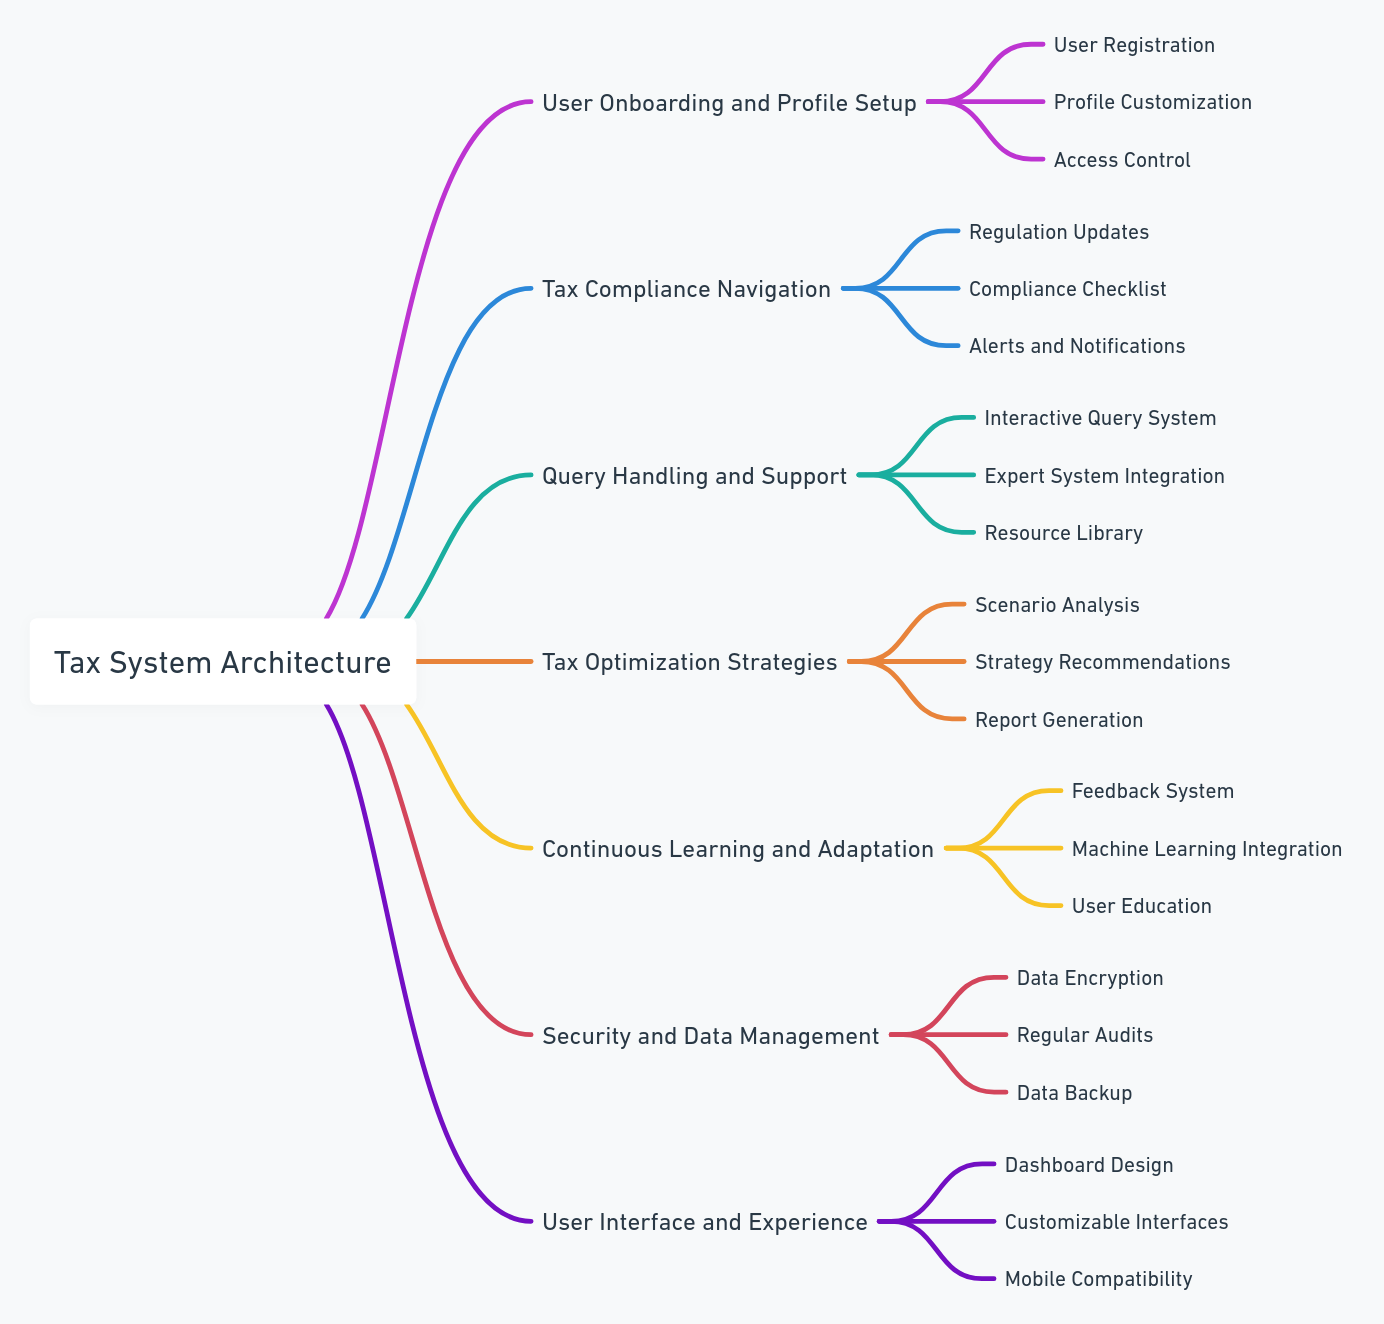 Tax System Architecture
User Onboarding and Profile Setup
User Registration
Profile Customization
Access Control
Tax Compliance Navigation
Regulation Updates
Compliance Checklist
Alerts and Notifications
Query Handling and Support
Interactive Query System
Expert System Integration
Resource Library
Tax Optimization Strategies
Scenario Analysis
Strategy Recommendations
Report Generation
Continuous Learning and Adaptation
Feedback System
Machine Learning Integration
User Education
Security and Data Management
Data Encryption
Regular Audits
Data Backup
User Interface and Experience
Dashboard Design
Customizable Interfaces
Mobile Compatibility